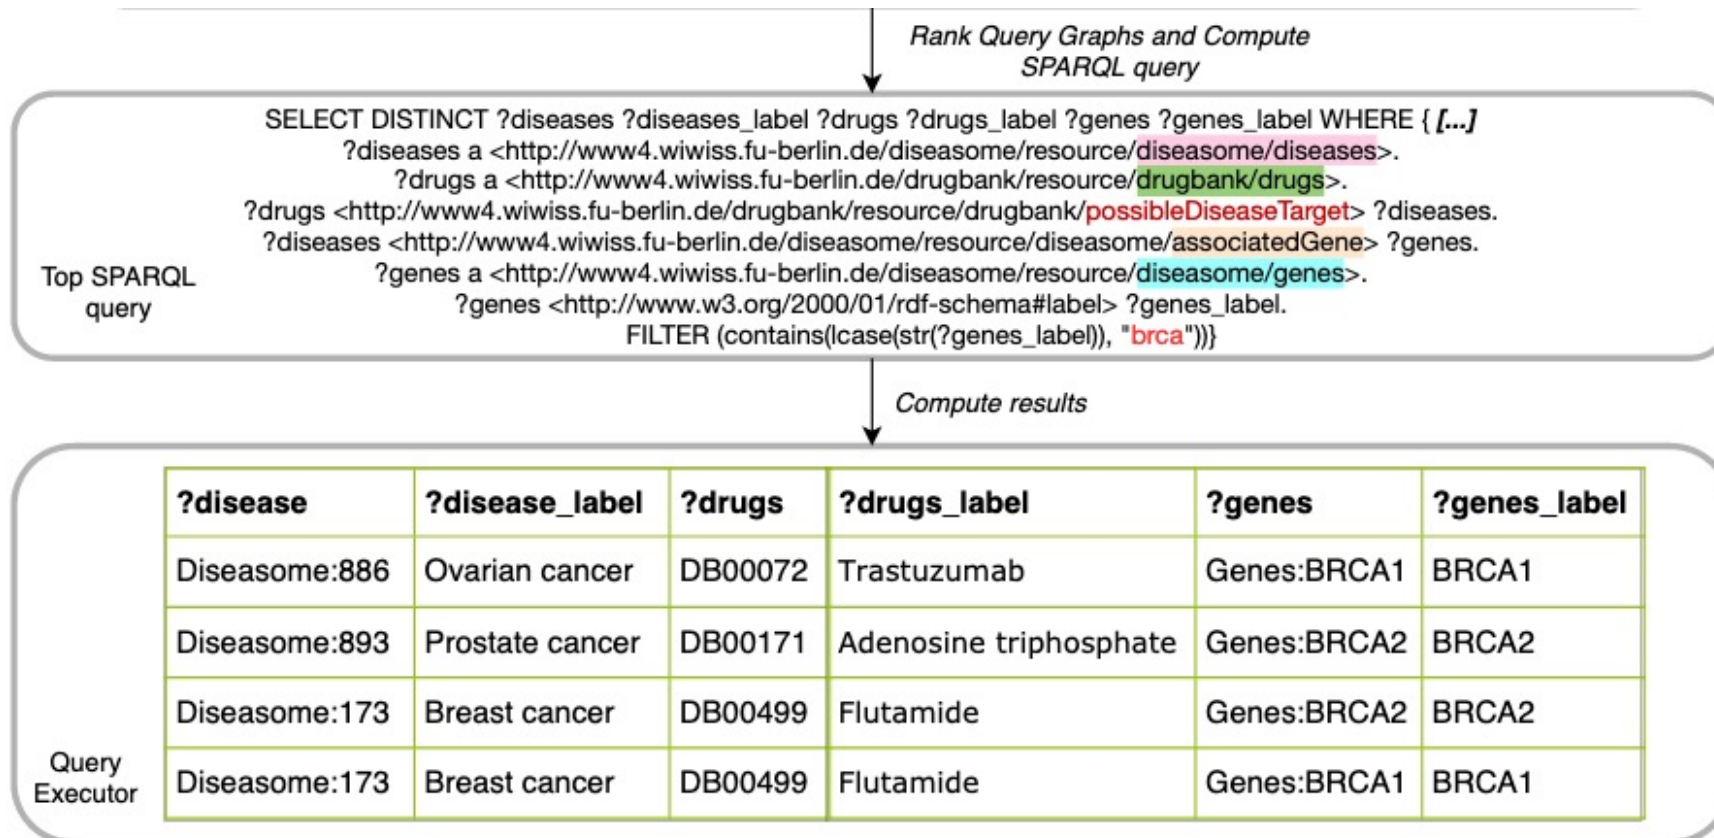 Rank Query Graphs and Compute
SPARQL query
SELECT DISTINCT ?diseases ?diseases_label ?drugs ?drugs_label ?genes ?genes_label WHERE { [...]
?diseases a <http://www4.wiwiss.fu-berlin.de/diseasome/resource/diseasome/diseases>.
?drugs a <http://www4.wiwiss.fu-berlin.de/drugbank/resource/drugbank/drugs>.
?drugs <http://www4.wiwiss.fu-berlin.de/drugbank/resource/drugbank/possibleDiseaseTarget> ?diseases.
?diseases <http://www4.wiwiss.fu-berlin.de/diseasome/resource/diseasome/associatedGene> ?genes.
?genes a <http://www4.wiwiss.fu-berlin.de/diseasome/resource/diseasome/genes>.
?genes <http://www.w3.org/2000/01/rdf-schema#label> ?genes_label.
FILTER (contains(lcase(str(?genes_label)), "brca"))}
Top SPARQL
query
Compute results
?disease ?disease_label ?drugs ?drugs_label ?genes ?genes_label
Diseasome:886 Ovarian cancer DB00072 Trastuzumab Genes:BRCA1 BRCA1
Diseasome:893 Prostate cancer DB00171 Adenosine triphosphate Genes:BRCA2 BRCA2
Diseasome:173 Breast cancer DB00499 Flutamide Genes:BRCA2 BRCA2
Diseasome:173 Breast cancer DB00499 Flutamide Genes:BRCA1 BRCA1
Query
Executor